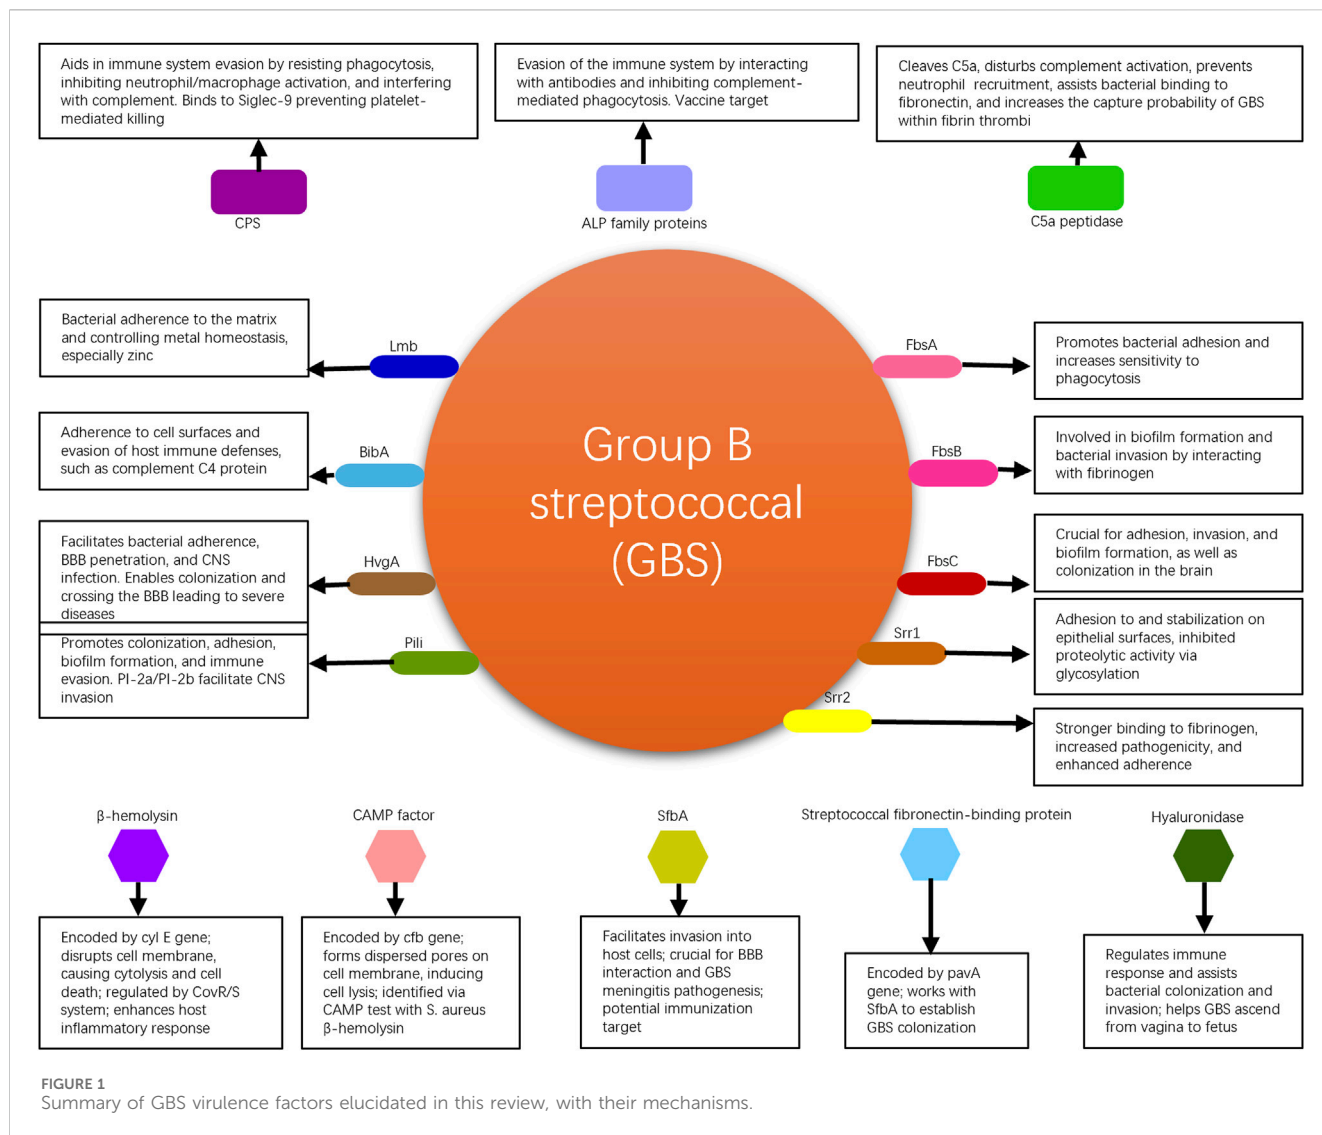 Aids in immune system evasion by resisting phagocytosis,
inhibiting neutrophil/macrophage activation, and interfering
with complement. Binds to Siglec-9 preventing platelet-
mediated killing
CPS
Evasion of the immune system by interacting
with antibodies and inhibiting complement-
mediated phagocytosis. Vaccine target
ALP family proteins
Cleaves C5a, disturbs complement activation, prevents
neutrophil recruitment, assists bacterial binding to
fibronectin, and increases the capture probability of GBS
within fibrin thrombi
C5a peptidase
Bacterial adherence to the matrix
and controlling metal homeostasis,
especially zinc
Lmb
Adherence to cell surfaces and
evasion of host immune defenses,
such as complement C4 protein
BibA
Facilitates bacterial adherence,
BBB penetration, and CNS
infection. Enables colonization and
crossing the BBB leading to severe
diseases
HvgA
Promotes colonization, adhesion,
biofilm formation, and immune
evasion. PI-2a/PI-2b facilitate CNS
invasion
Pili
Group B
streptococcal
(GBS)
FbsA
Promotes bacterial adhesion and
increases sensitivity to
phagocytosis
FbsB
Involved in biofilm formation and
bacterial invasion by interacting
with fibrinogen
FbsC
Crucial for adhesion, invasion, and
biofilm formation, as well as
colonization in the brain
Srr1
Adhesion to and stabilization on
epithelial surfaces, inhibited
proteolytic activity via
glycosylation
Srr2
Stronger binding to fibrinogen,
increased pathogenicity, and
enhanced adherence
β-hemolysin
Encoded by cyl E gene;
disrupts cell membrane,
causing cytolysis and cell
death; regulated by CovR/S
system; enhances host
inflammatory response
CAMP factor
Encoded by cfb gene;
forms dispersed pores on
cell membrane, inducing
cell lysis; identified via
CAMP test with S. aureus
β-hemolysin
SfbA
Facilitates invasion into
host cells; crucial for BBB
interaction and GBS
meningitis pathogenesis;
potential immunization
target
Streptococcal fibronectin-binding protein
Encoded by pavA
gene; works with
SfbA to establish
GBS colonization
Hyaluronidase
Regulates immune
response and assists
bacterial colonization and
invasion; helps GBS ascend
from vagina to fetus
FIGURE 1
Summary of GBS virulence factors elucidated in this review, with their mechanisms.